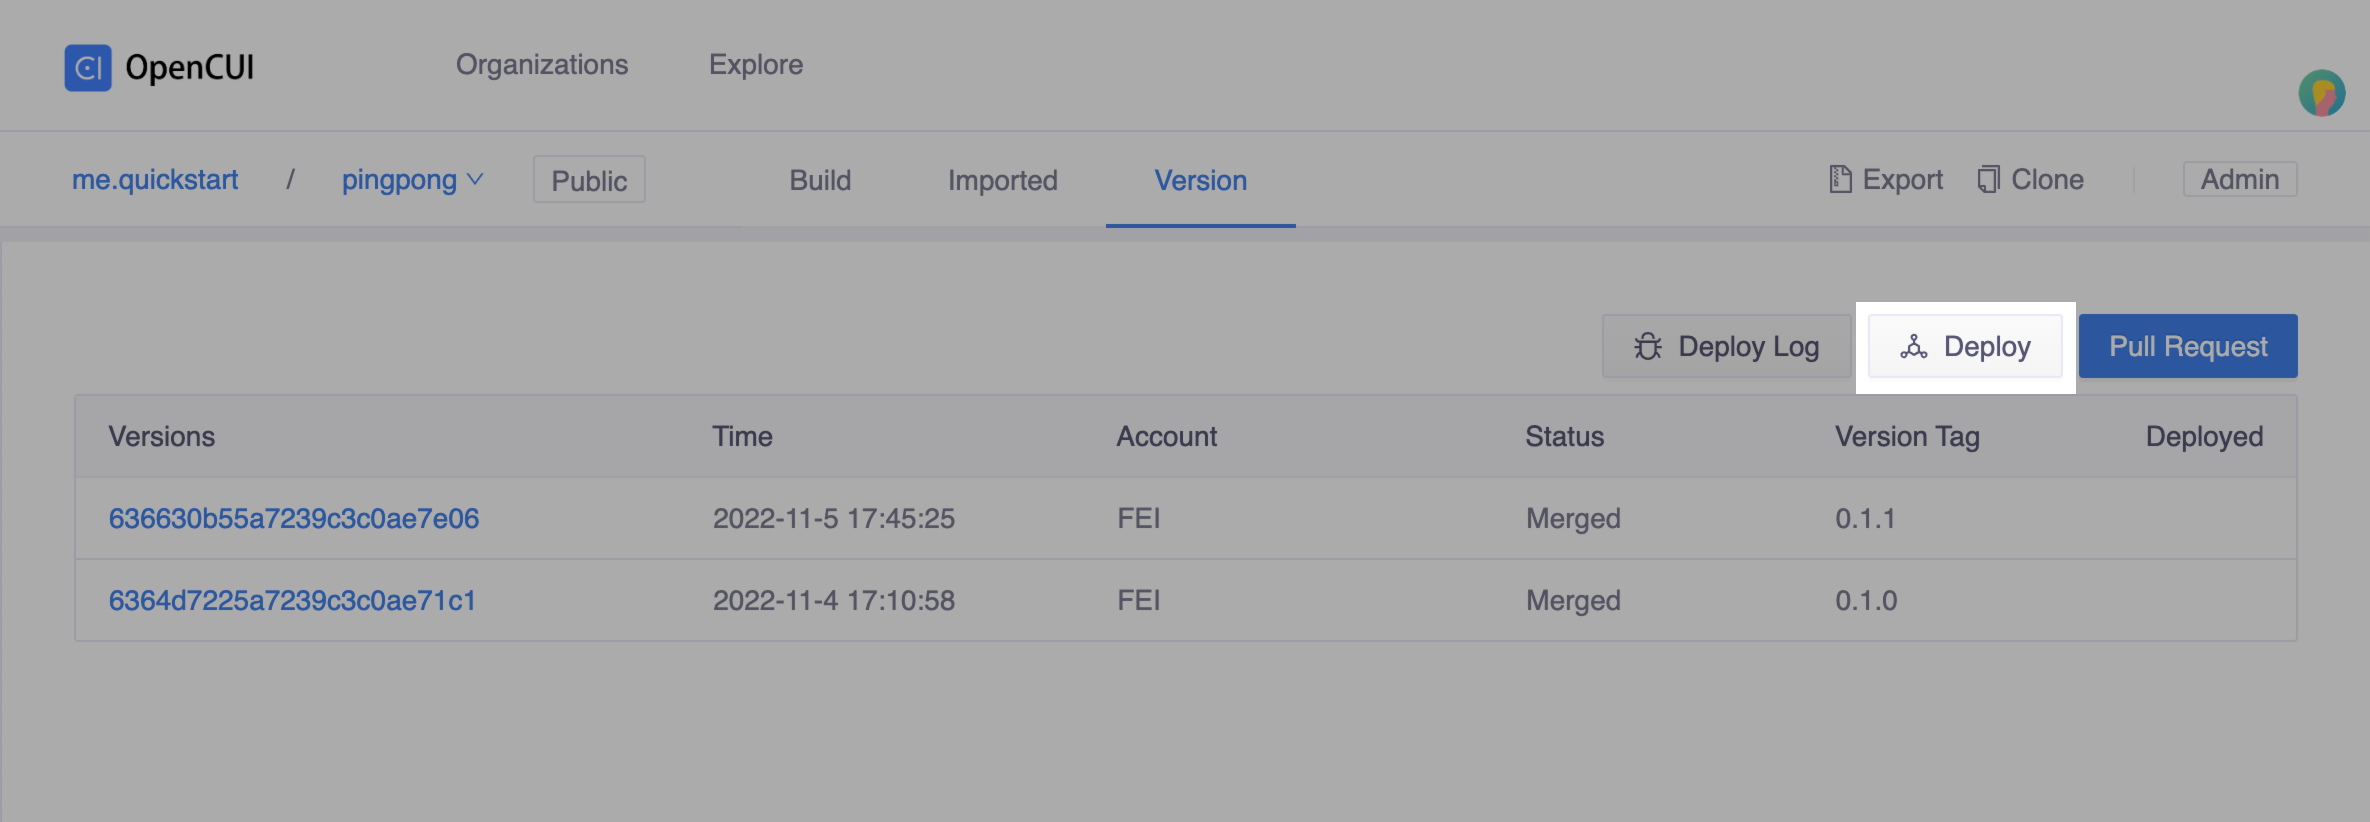 CI OpenCUI Organizations Explore
me.quickstart / pingpong Public Build Imported Version Export Clone Admin
Deploy Log Deploy Pull Request
Versions Time Account Status Version Tag Deployed
636630b55a7239c3c0ae7e06 2022-11-5 17:45:25 FEI Merged 0.1.1
6364d7225a7239c3c0ae71c1 2022-11-4 17:10:58 FEI Merged 0.1.0